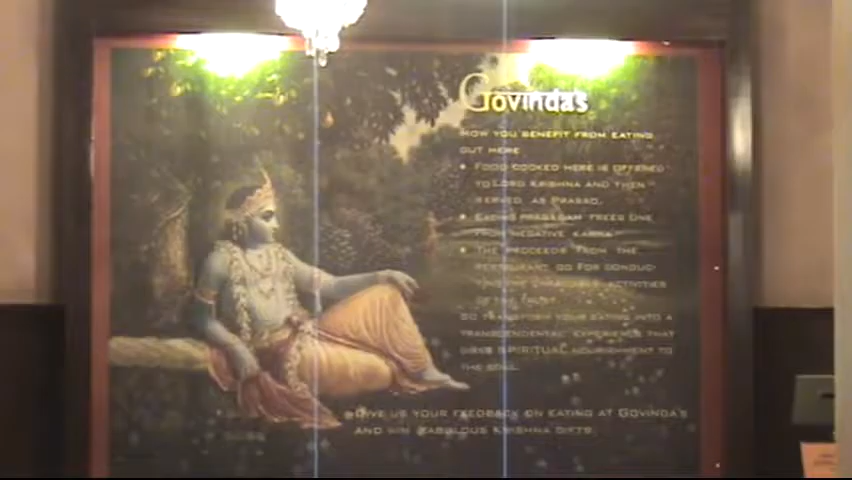 Govinda's
HOW YOU BENEFIT FROM EATING
OUT HERE
• FOOD COOKED HERE IS OFFERED
TO LORD KRISHNA AND THEN
SERVED AS PRASAD.
• EATING PRASADAM FREES ONE
FROM NEGATIVE KARMA
• THE PROCEEDS FROM THE
RESTAURANT GO FOR CONDUC-
TING THE CHARITABLE ACTIVITIES
OF THE TRUST
SO TRANSFORM YOUR EATING INTO A
TRANSCENDENTAL EXPERIENCE THAT
GIVES SPIRITUAL NOURISHMENT TO
THE SOUL.
GIVE US YOUR FEEDBACK ON EATING AT GOVINDA'S
AND WIN FABULOUS KRISHNA GIFTS.